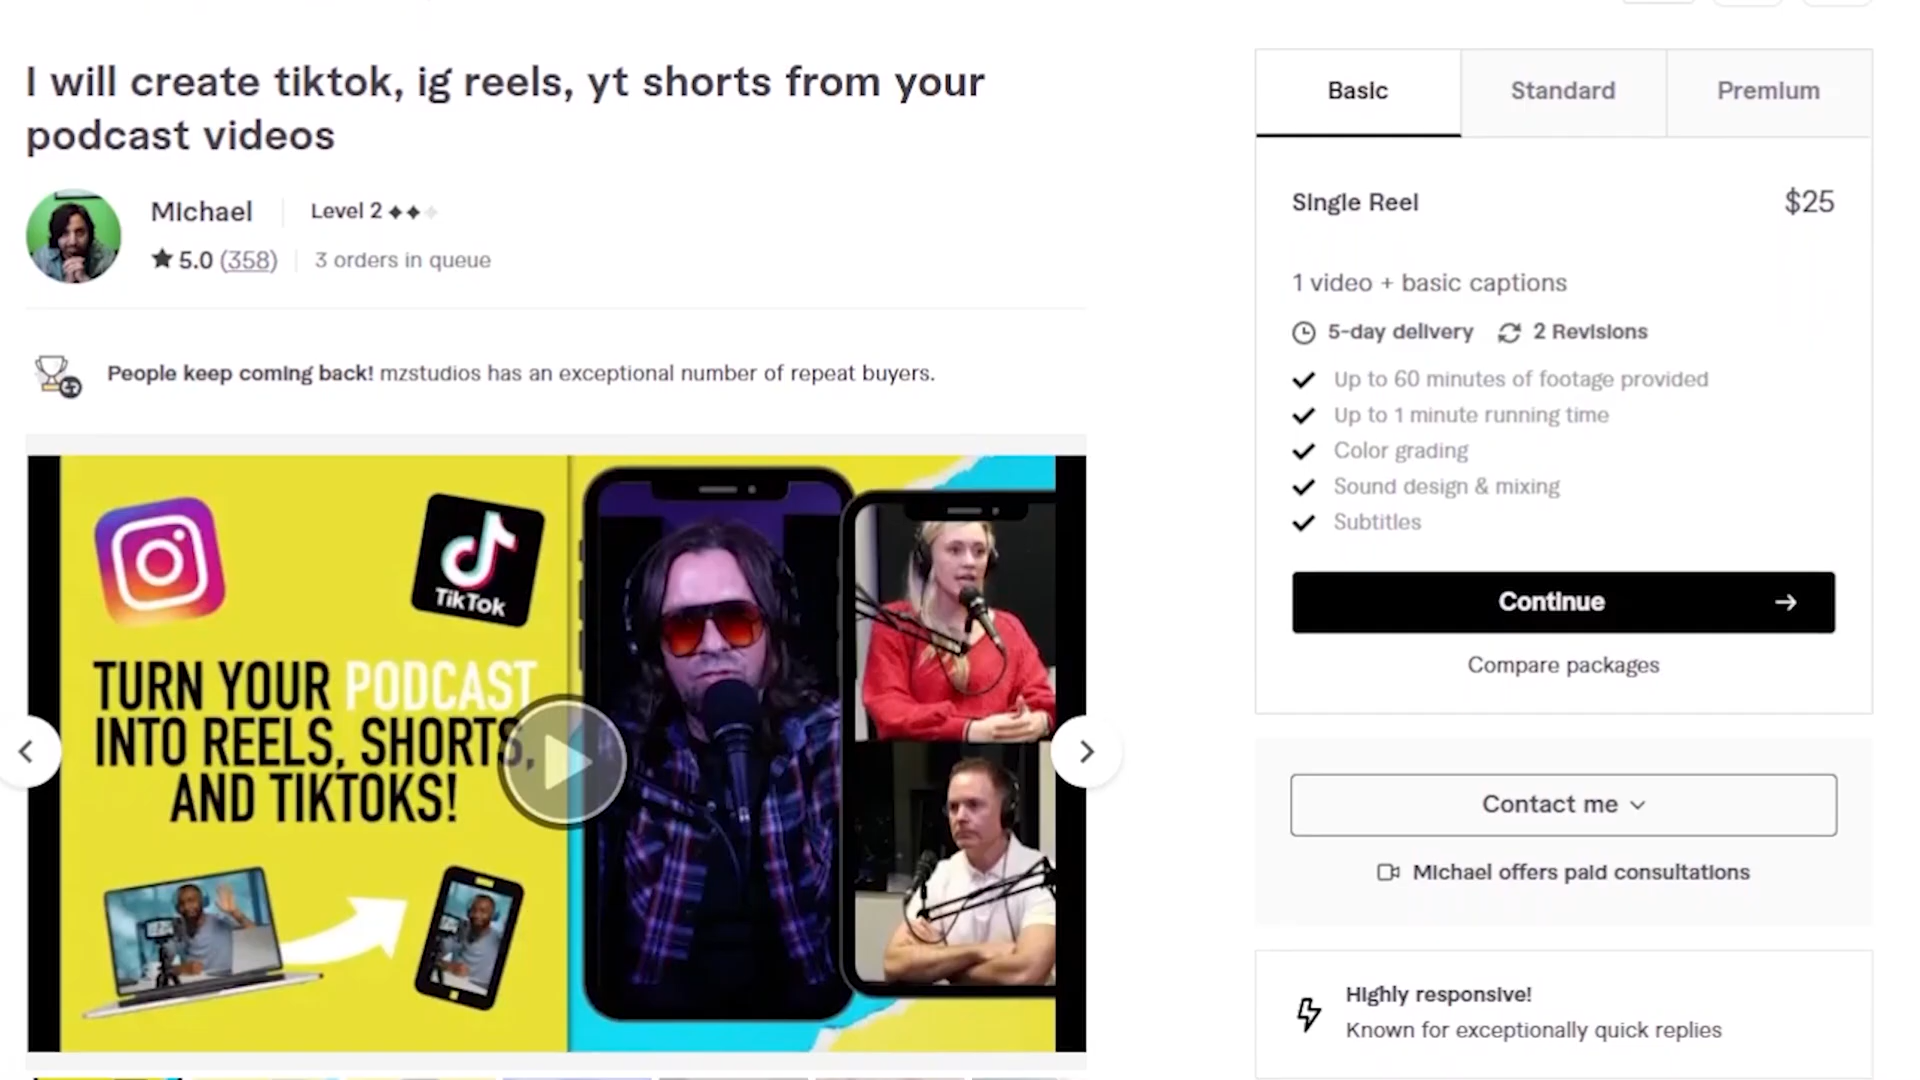 I will create tiktok, ig reels, yt shorts from your
podcast videos
Michael
Level 2
5.0 (358)
3 orders in queue
People keep coming back! mzstudios has an exceptional number of repeat buyers.
TikTok
TURN YOUR PODCAST
INTO REELS, SHORTS,
AND TIKTOKS!
Basic
Standard
Premium
Single Reel
$25
1 video + basic captions
5-day delivery
2 Revisions
Up to 60 minutes of footage provided
Up to 1 minute running time
Color grading
Sound design & mixing
Subtitles
Continue
Compare packages
Contact me
Michael offers paid consultations
Highly responsive!
Known for exceptionally quick replies